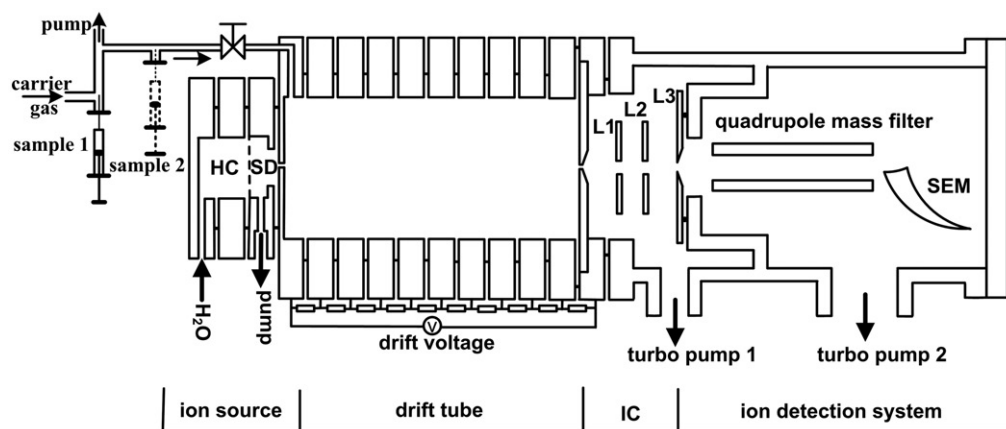 pump
carrier
gas
sample 1
sample 2
HC
SD
H₂O
pump
L1
L2
L3
quadrupole mass filter
SEM
V
drift voltage
turbo pump 1
turbo pump 2
ion source
drift tube
IC
ion detection system